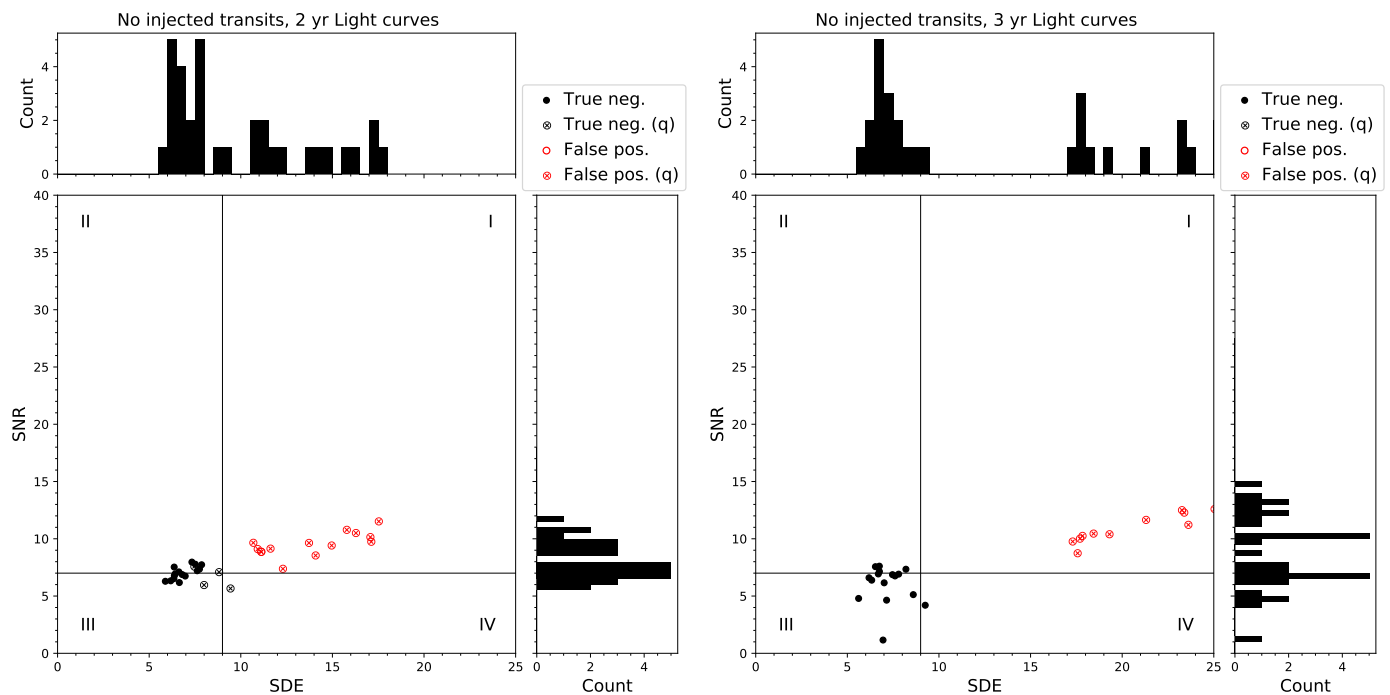 No injected transits, 2 yr Light curves
Count
4
2
0
True neg.
True neg. (q)
False pos.
False pos. (q)
II
I
III
IV
SNR
40
35
30
25
20
15
10
5
0
0 5 10 15 20 25
SDE
0 2 4
Count
No injected transits, 3 yr Light curves
Count
4
2
0
True neg.
True neg. (q)
False pos.
False pos. (q)
II
I
III
IV
SNR
40
35
30
25
20
15
10
5
0
0 5 10 15 20 25
SDE
0 2 4
Count